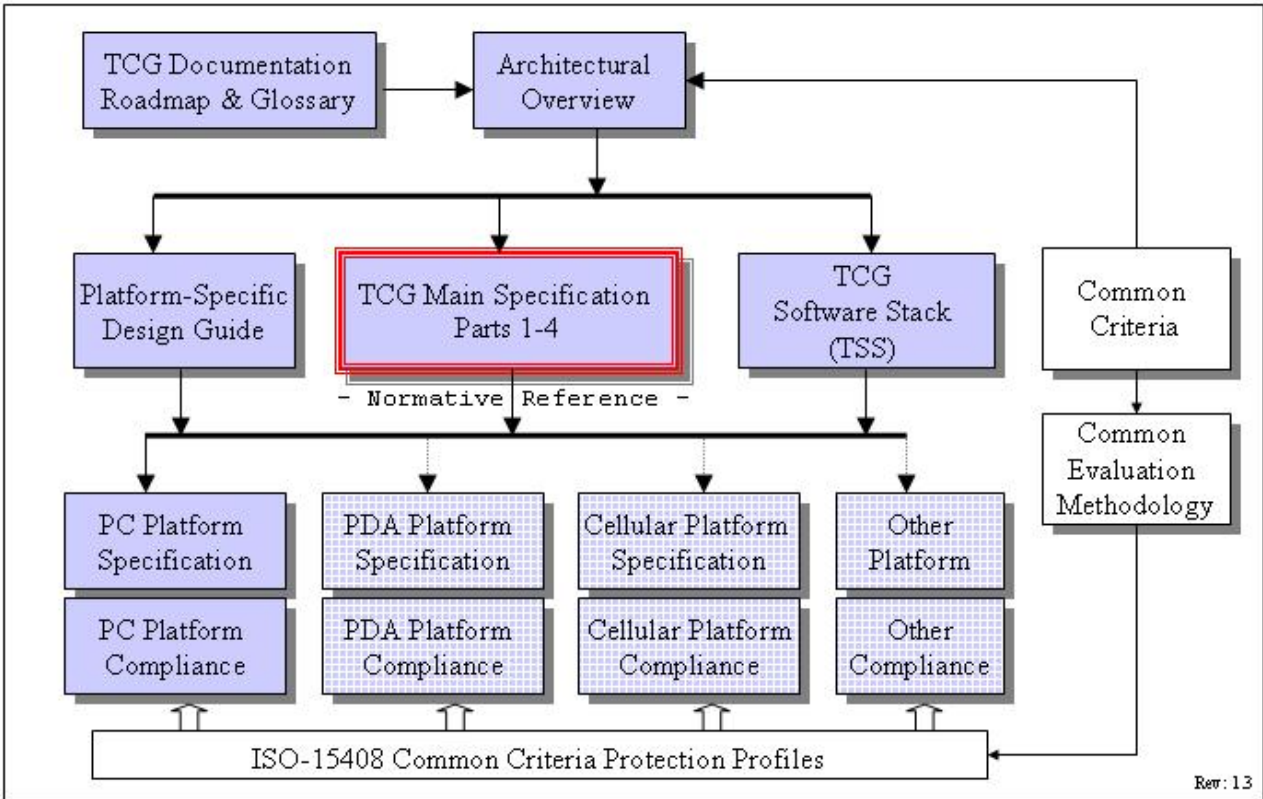 TCG Documentation
Roadmap & Glossary
Architectural
Overview
Platform-Specific
Design Guide
TCG Main Specification
Parts 1-4
- Normative Reference -
TCG
Software Stack
(TSS)
Common
Criteria
Common
Evaluation
Methodology
PC Platform
Specification
PDA Platform
Specification
Cellular Platform
Specification
Other
Platform
PC Platform
Compliance
PDA Platform
Compliance
Cellular Platform
Compliance
Other
Compliance
ISO-15408 Common Criteria Protection Profiles
Rev: 1.3